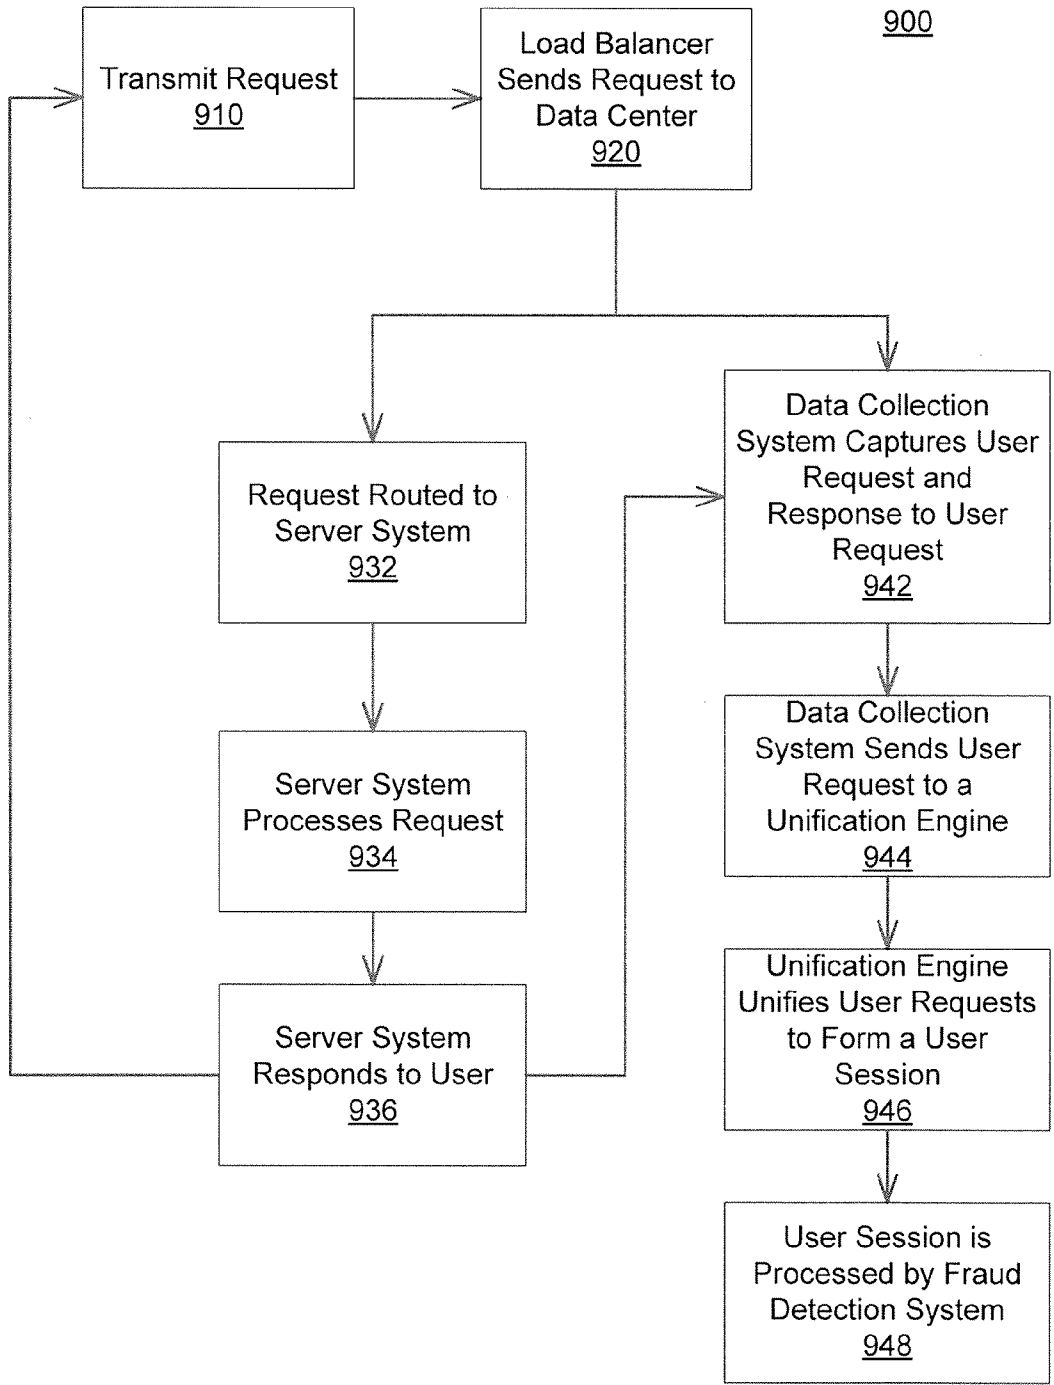 900
Transmit Request
910
Load Balancer
Sends Request to
Data Center
920
Request Routed to
Server System
932
Server System
Processes Request
934
Server System
Responds to User
936
Data Collection
System Captures User
Request and
Response to User
Request
942
Data Collection
System Sends User
Request to a
Unification Engine
944
Unification Engine
Unifies User Requests
to Form a User
Session
946
User Session is
Processed by Fraud
Detection System
948